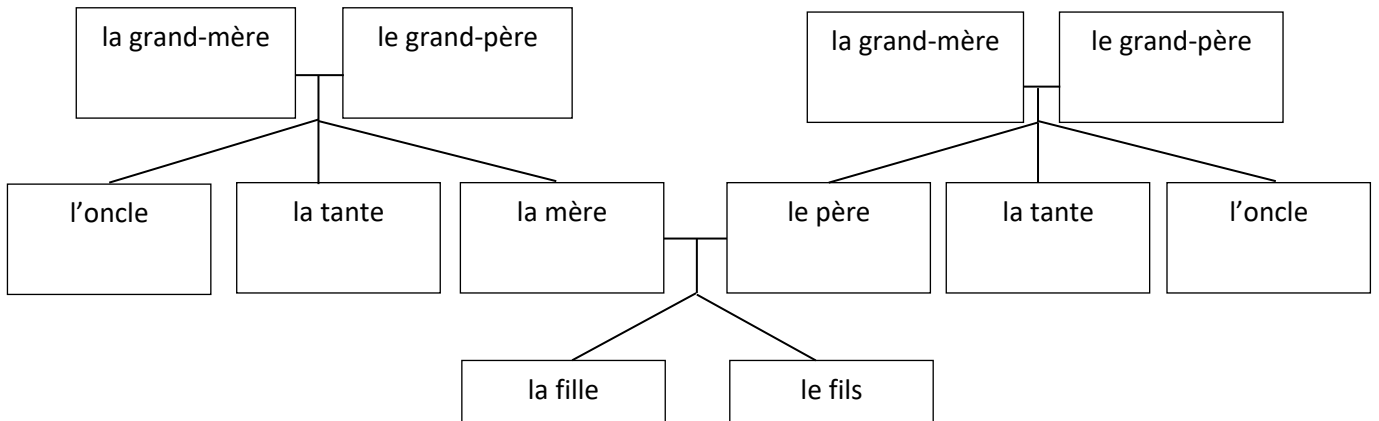 la grand-mère
le grand-père
la grand-mère
le grand-père
l’oncle
la tante
la mère
le père
la tante
l’oncle
la fille
le fils